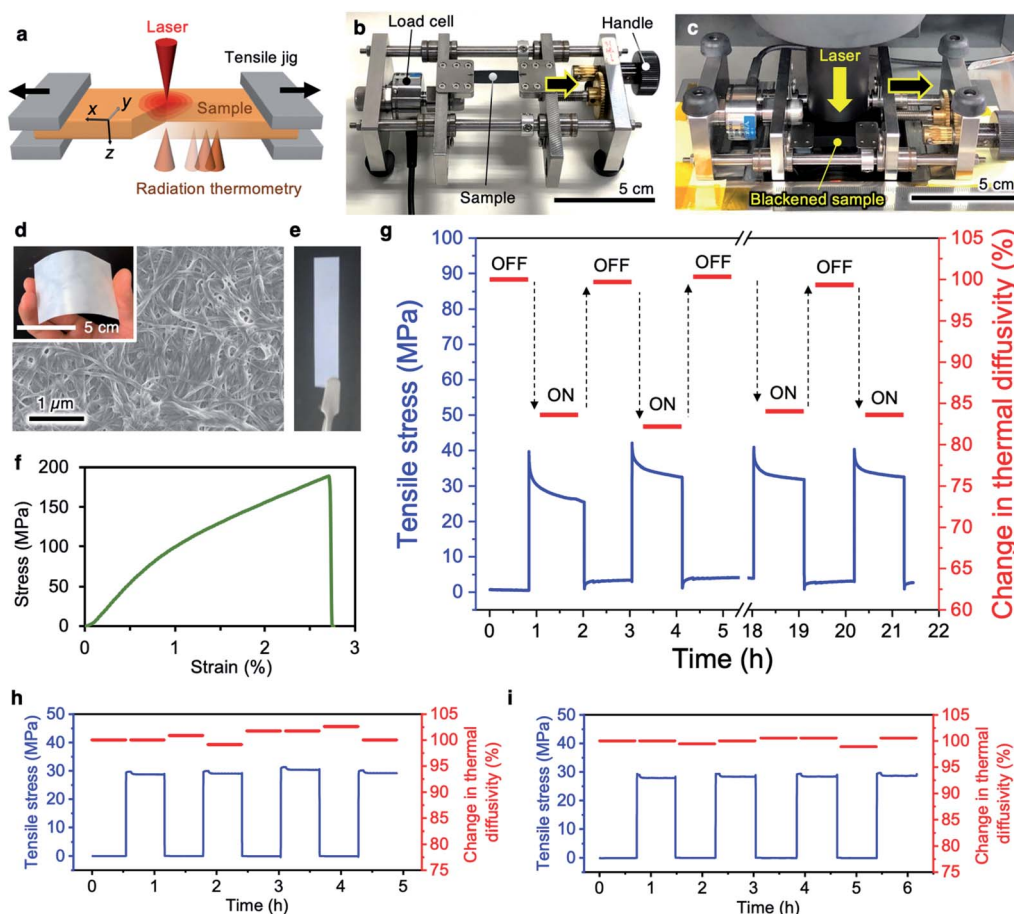 a
Laser
Tensile jig
x
y
z
Sample
Radiation thermometry
b
Load cell
Handle
Sample
5 cm
c
Laser
Blackened sample
5 cm
d
5 cm
1 µm
e
f
Stress (MPa)
200
150
100
50
0
0
1
2
3
Strain (%)
g
Tensile stress (MPa)
100
90
80
70
60
50
40
30
20
10
0
OFF
ON
OFF
ON
OFF
ON
OFF
ON
105
100
95
90
85
80
75
70
65
60
Change in thermal diffusivity (%)
0 1 2 3 4 5 18 19 20 21 22
Time (h)
h
Tensile stress (MPa)
50
40
30
20
10
0
105
100
95
90
85
80
75
Change in thermal
diffusivity (%)
0 1 2 3 4 5
Time (h)
i
Tensile stress (MPa)
50
40
30
20
10
0
105
100
95
90
85
80
75
Change in thermal
diffusivity (%)
0 1 2 3 4 5 6
Time (h)